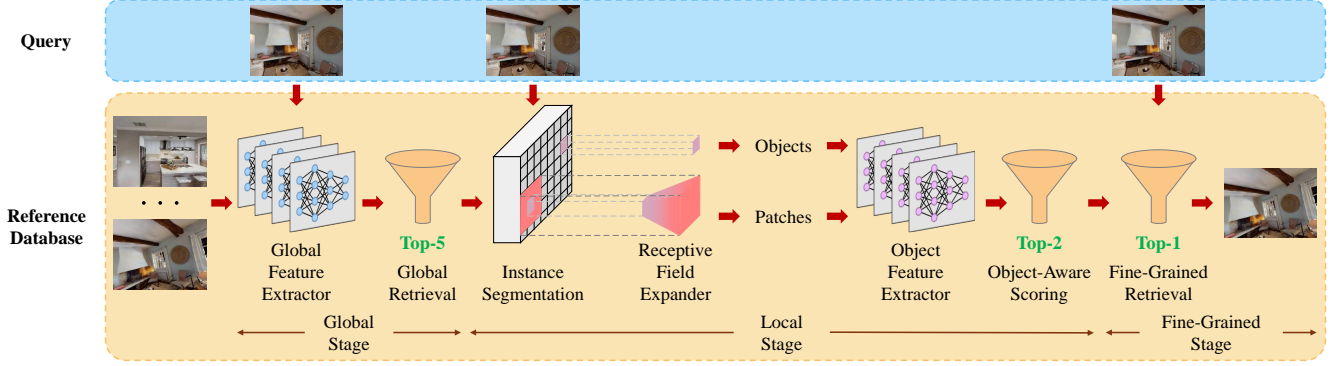 Query
Reference
Database
. . .
Global
Feature
Extractor
Top-5
Global
Retrieval
Instance
Segmentation
Receptive
Field
Expander
Objects
Patches
Object
Feature
Extractor
Top-2
Object-Aware
Scoring
Top-1
Fine-Grained
Retrieval
Global
Stage
Local
Stage
Fine-Grained
Stage